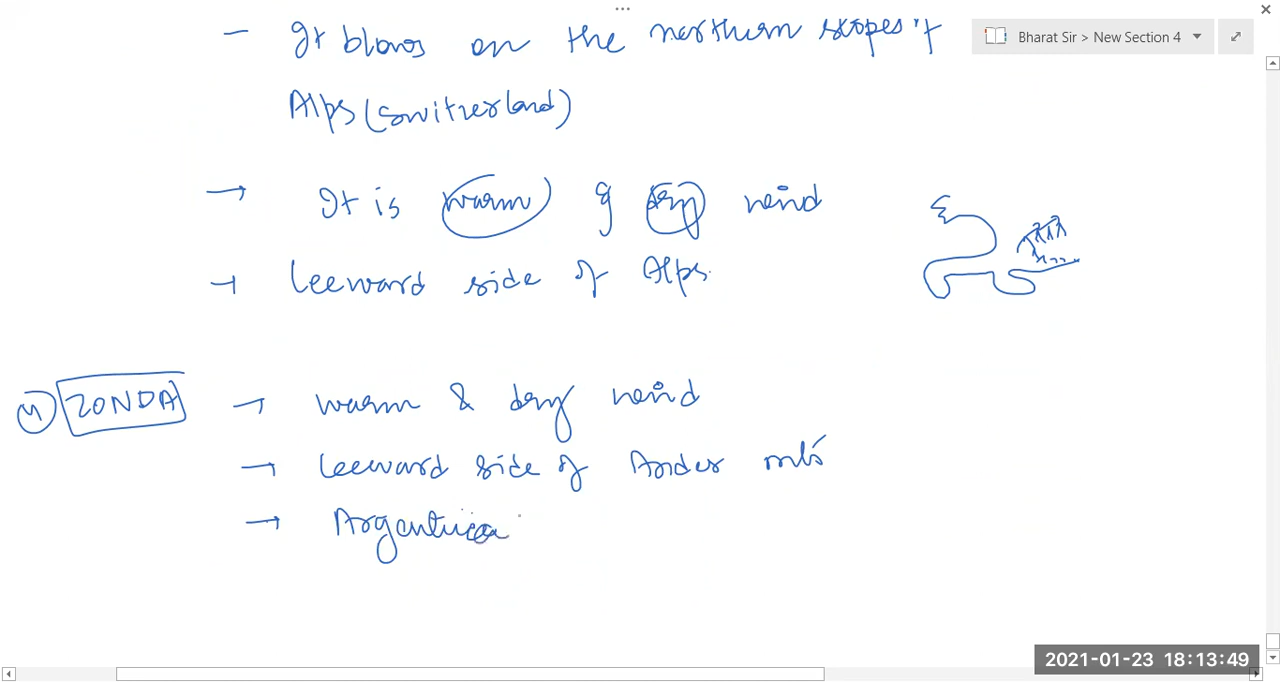 ...
- It blows on the northern slopes of
Bharat Sir > New Section 4
Alps (Switzerland)
→ It is warm & dry wind
→ Leeward side of Alps.
4 ZONDA → warm & dry wind
→ Leeward side of Andes mts
→ Argentina
2021-01-23 18:13:49